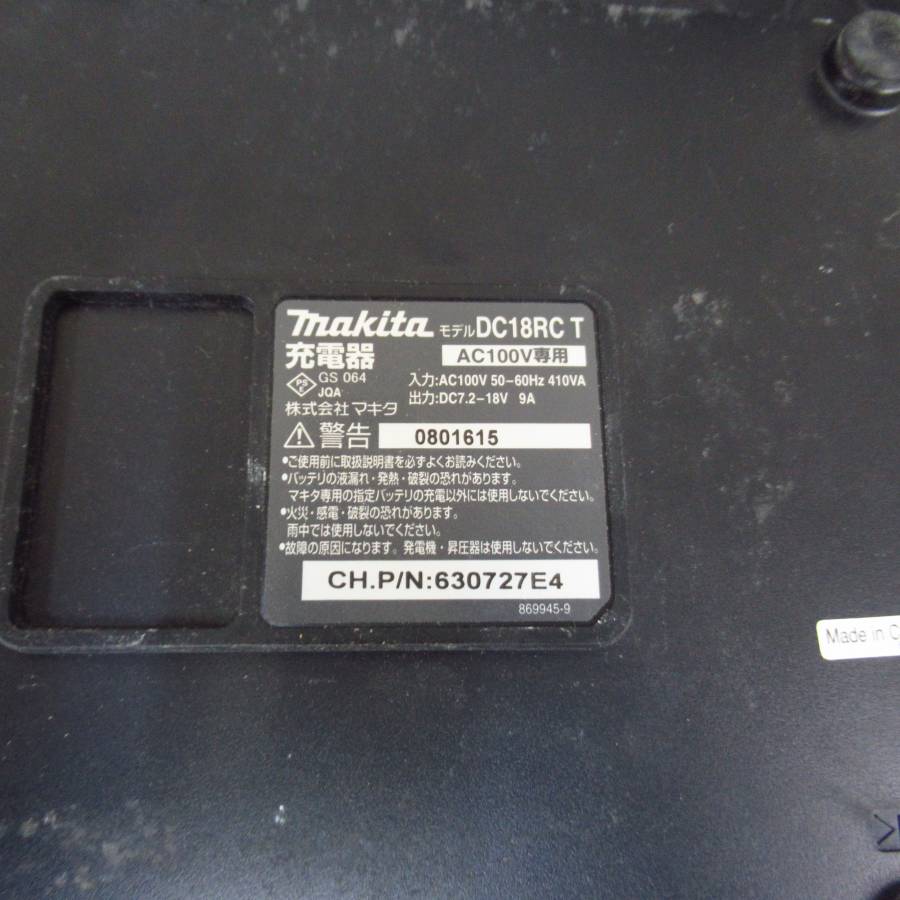 makita モデル DC18RC T
充電器 AC100V専用
PSE GS 064
JQA
入力:AC100V 50-60Hz 410VA
出力:DC7.2-18V 9A
株式会社 マキタ
警告 0801615
•ご使用前に取扱説明書を必ずよくお読みください。
•バッテリの液漏れ・発熱・破裂の恐れがあります。
マキタ専用の指定バッテリの充電以外には使用しないでください。
•火災・感電・破裂の恐れがあります。
雨中では使用しないでください。
•故障の原因になります。発電機・昇圧器は使用しないでください。
CH.P/N:630727E4
869945-9
Made in C